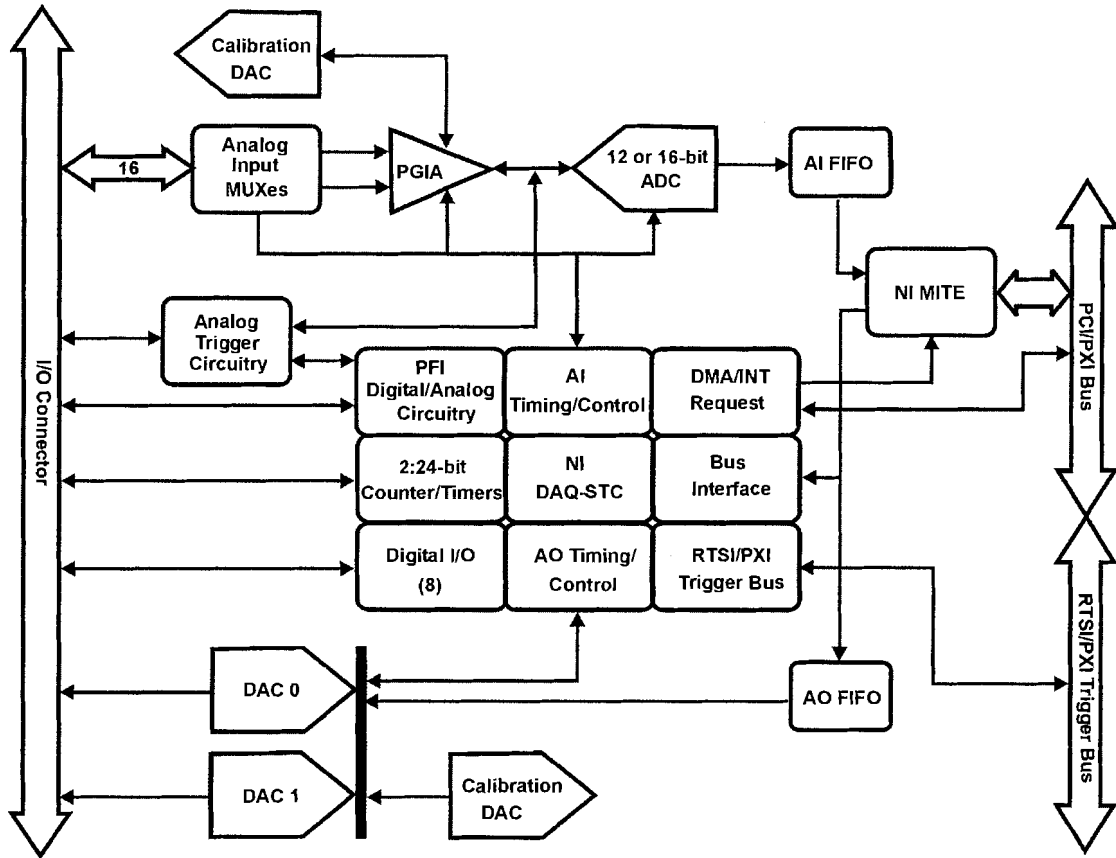 Calibration
DAC
16
Analog
Input
MUXes
PGIA
12 or 16-bit
ADC
AI FIFO
NI MITE
PCI/PXI Bus
I/O Connector
Analog
Trigger
Circuitry
PFI
Digital/Analog
Circuitry
AI
Timing/Control
DMA/INT
Request
2:24-bit
Counter/Timers
NI
DAQ-STC
Bus
Interface
Digital I/O
(8)
AO Timing/
Control
RTSI/PXI
Trigger Bus
RTSI/PXI Trigger Bus
DAC 0
AO FIFO
DAC 1
Calibration
DAC